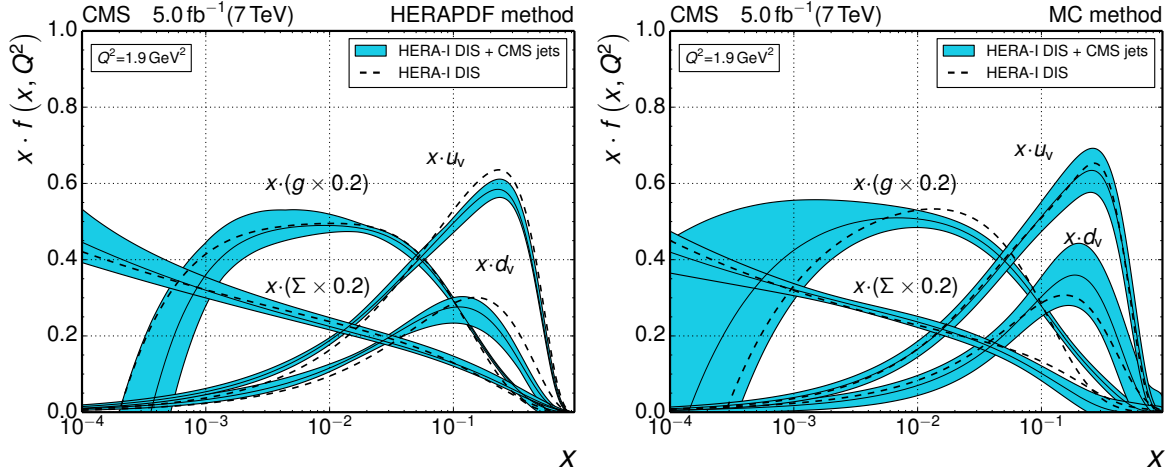 CMS 5.0 fb⁻¹(7 TeV) HERAPDF method
Q²=1.9 GeV²
HERA-I DIS + CMS jets
HERA-I DIS
x · f (x, Q²)
1.0
0.8
0.6
0.4
0.2
0.0
x·u_v
x·(g × 0.2)
x·d_v
x·(Σ × 0.2)
10⁻⁴ 10⁻³ 10⁻² 10⁻¹
x
CMS 5.0 fb⁻¹(7 TeV) MC method
Q²=1.9 GeV²
HERA-I DIS + CMS jets
HERA-I DIS
x · f (x, Q²)
1.0
0.8
0.6
0.4
0.2
0.0
x·u_v
x·(g × 0.2)
x·d_v
x·(Σ × 0.2)
10⁻⁴ 10⁻³ 10⁻² 10⁻¹
x